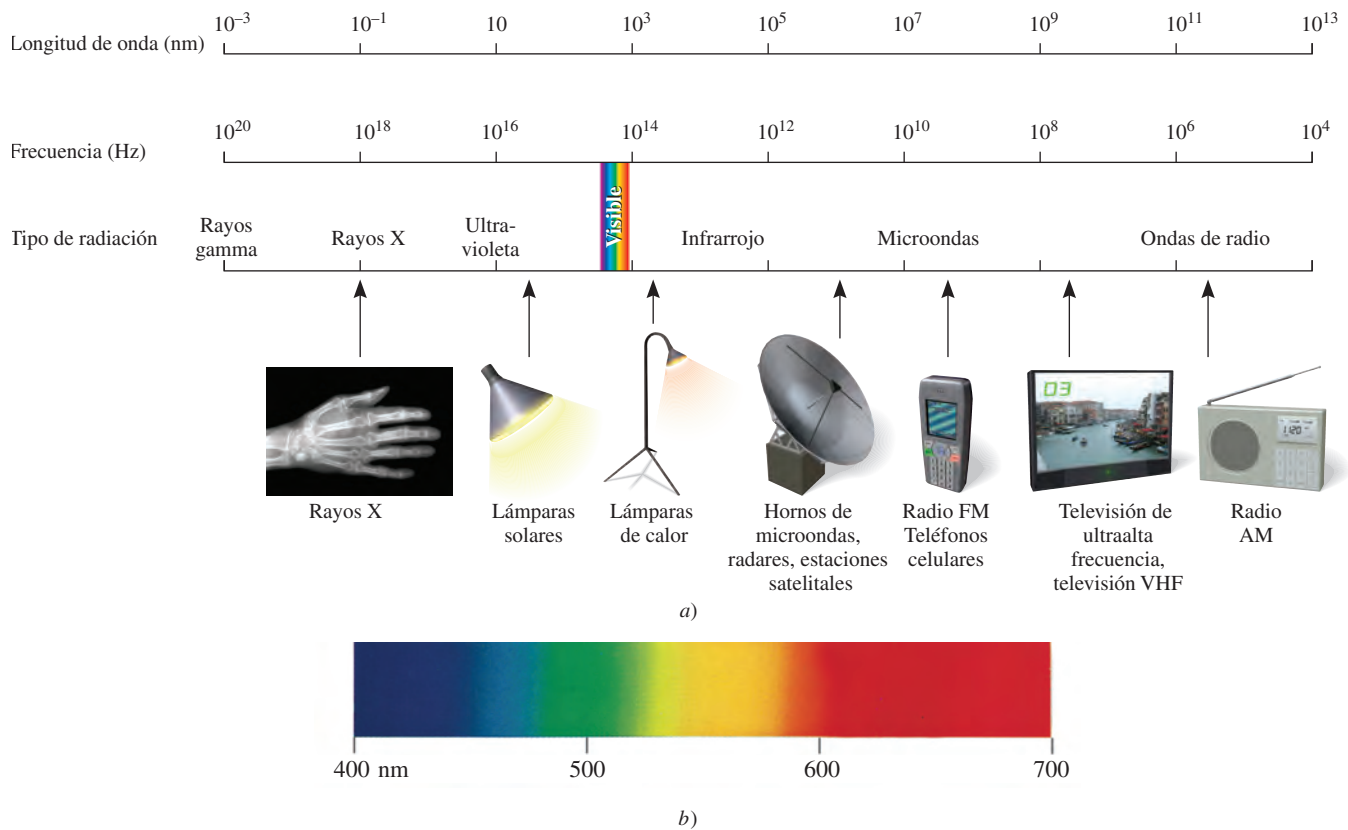 Longitud de onda (nm) 10⁻³ 10⁻¹ 10 10³ 10⁵ 10⁷ 10⁹ 10¹¹ 10¹³
Frecuencia (Hz) 10²⁰ 10¹⁸ 10¹⁶ 10¹⁴ 10¹² 10¹⁰ 10⁸ 10⁶ 10⁴
Tipo de radiación
Rayos
gamma
Rayos X
Ultra-
violeta
Visible
Infrarrojo
Microondas
Ondas de radio
03
1120
Rayos X
Lámparas
solares
Lámparas
de calor
Hornos de
microondas,
radares, estaciones
satelitales
Radio FM
Teléfonos
celulares
Televisión de
ultraalta
frecuencia,
televisión VHF
Radio
AM
a)
400 nm 500 600 700
b)